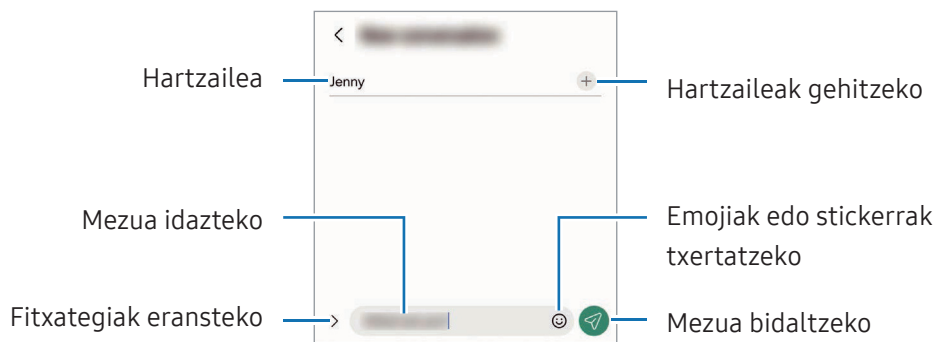 Hartzailea
Jenny
Hartzaileak gehitzeko
Mezua idazteko
Emojiak edo stickerrak
txertatzeko
Fitxategiak eransteko
Mezua bidaltzeko